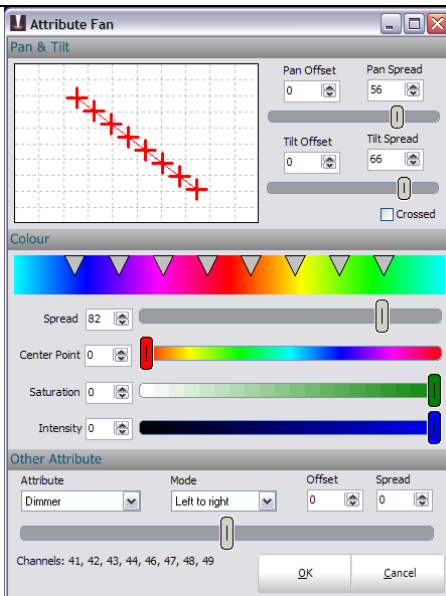 Attribute Fan
Pan & Tilt
Pan Offset Pan Spread
0 56
Tilt Offset Tilt Spread
0 66
Crossed
Colour
Spread 82
Center Point 0
Saturation 0
Intensity 0
Other Attribute
Attribute Mode Offset Spread
Dimmer Left to right 0 0
Channels: 41, 42, 43, 44, 46, 47, 48, 49
OK Cancel